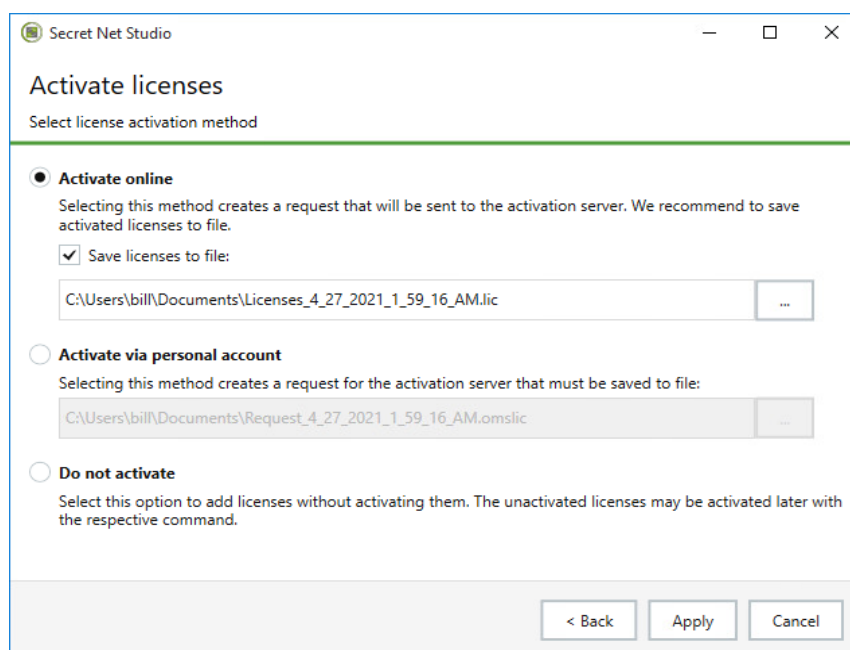 Secret Net Studio
Activate licenses
Select license activation method
Activate online
Selecting this method creates a request that will be sent to the activation server. We recommend to save
activated licenses to file.
Save licenses to file:
C:\Users\bill\Documents\Licenses_4_27_2021_1_59_16_AM.lic
...
Activate via personal account
Selecting this method creates a request for the activation server that must be saved to file:
C:\Users\bill\Documents\Request_4_27_2021_1_59_16_AM.omslic
...
Do not activate
Select this option to add licenses without activating them. The unactivated licenses may be activated later with
the respective command.
< Back
Apply
Cancel